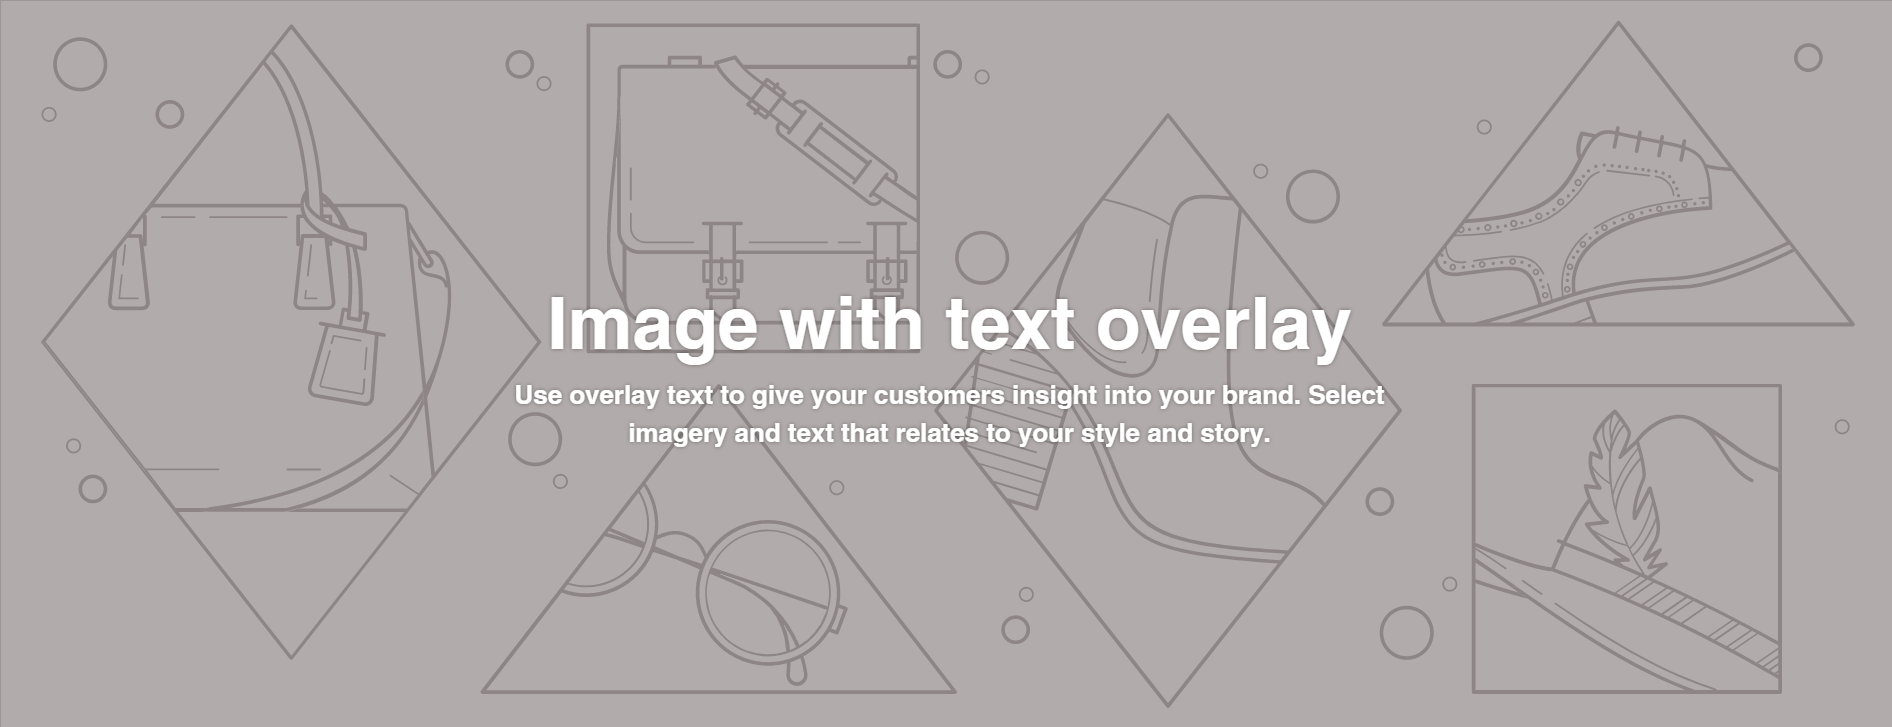 Image with text overlay
Use overlay text to give your customers insight into your brand. Select
imagery and text that relates to your style and story.